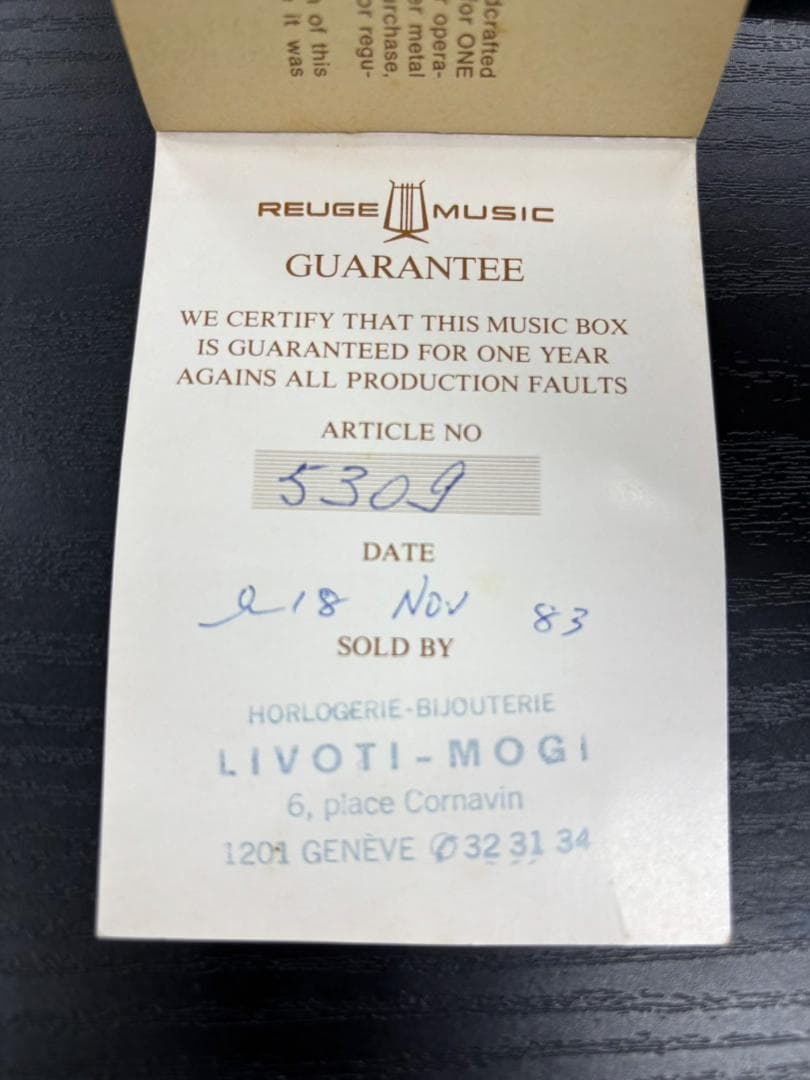 dcrafted
for ONE
opera-
metal
rchase,
or regu-
of this
it was
REUGE MUSIC
GUARANTEE
WE CERTIFY THAT THIS MUSIC BOX
IS GUARANTEED FOR ONE YEAR
AGAINS ALL PRODUCTION FAULTS
ARTICLE NO
5309
DATE
le 18 Nov 83
SOLD BY
HORLOGERIE-BIJOUTERIE
LIVOTI-MOGI
6, place Cornavin
1201 GENÈVE ✆ 32 31 34